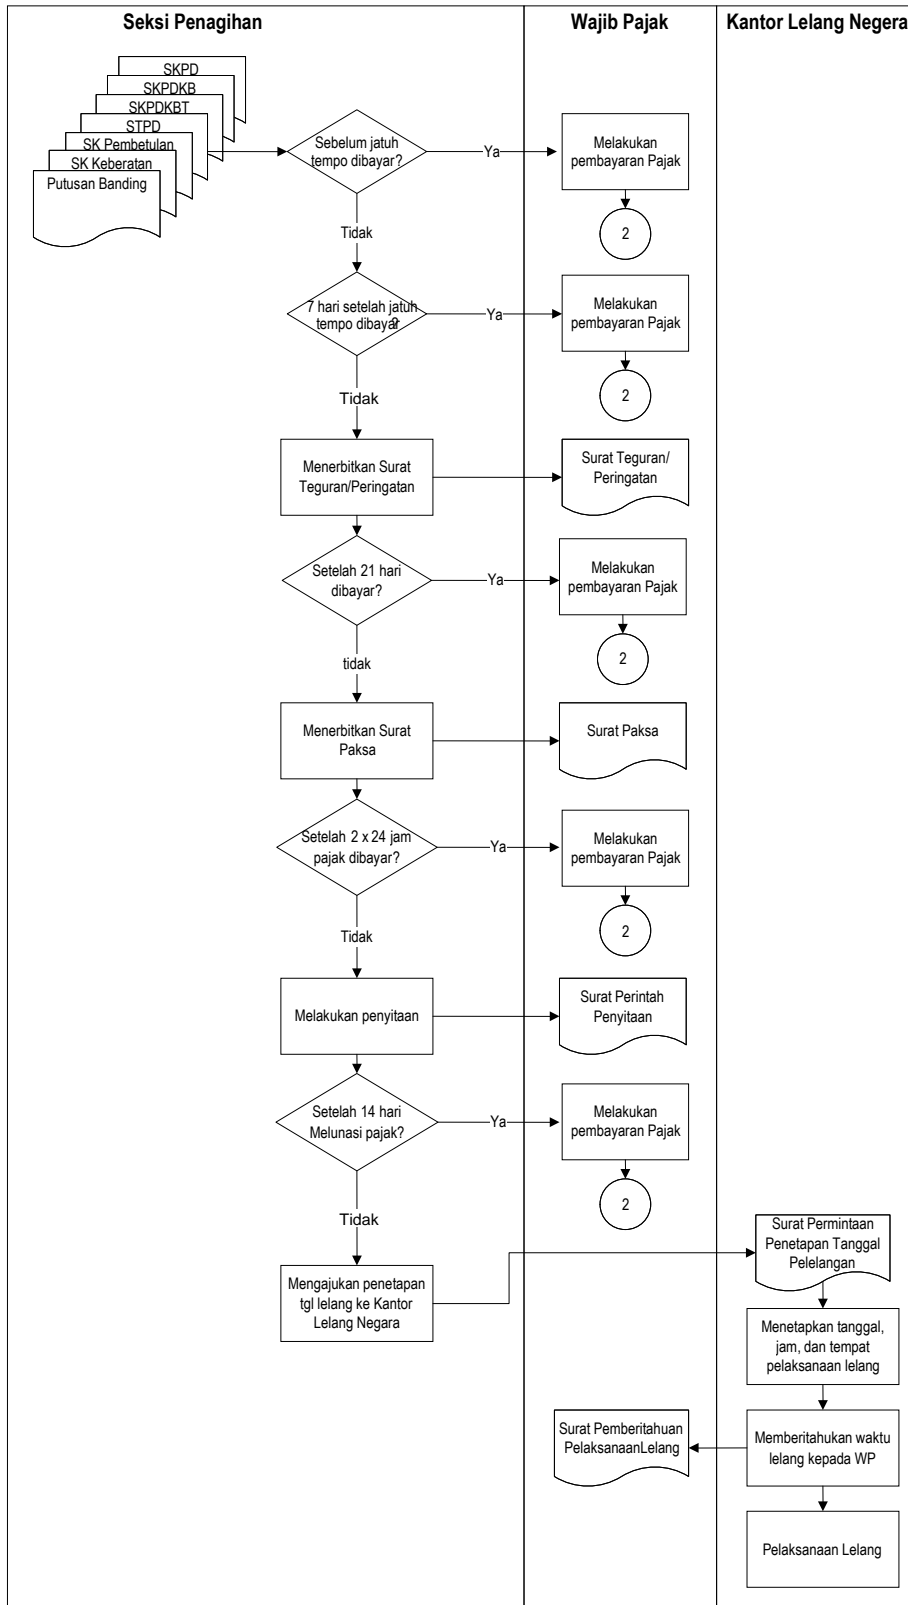 Seksi Penagihan
Wajib Pajak
Kantor Lelang Negera
SKPD
SKPDKB
SKPDKBT
STPD
SK Pembetulan
SK Keberatan
Putusan Banding
Sebelum jatuh
tempo dibayar?
Ya
Melakukan
pembayaran Pajak
2
Tidak
7 hari setelah jatuh
tempo dibayar?
Ya
Melakukan
pembayaran Pajak
2
Tidak
Menerbitkan Surat
Teguran/Peringatan
Surat Teguran/
Peringatan
Setelah 21 hari
dibayar?
Ya
Melakukan
pembayaran Pajak
2
tidak
Menerbitkan Surat
Paksa
Surat Paksa
Setelah 2 x 24 jam
pajak dibayar?
Ya
Melakukan
pembayaran Pajak
2
Tidak
Melakukan penyitaan
Surat Perintah
Penyitaan
Setelah 14 hari
Melunasi pajak?
Ya
Melakukan
pembayaran Pajak
2
Tidak
Mengajukan penetapan
tgl lelang ke Kantor
Lelang Negara
Surat Permintaan
Penetapan Tanggal
Pelelangan
Menetapkan tanggal,
jam, dan tempat
pelaksanaan lelang
Memberitahukan waktu
lelang kepada WP
Surat Pemberitahuan
PelaksanaanLelang
Pelaksanaan Lelang